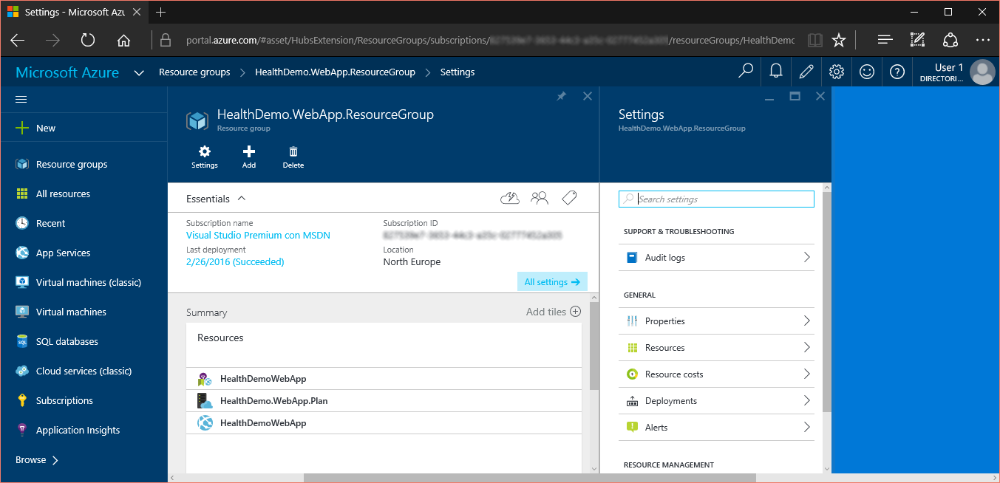 Settings - Microsoft Azu
portal.azure.com/#asset/HubsExtension/ResourceGroups/subscriptions/ /resourceGroups/HealthDemo
Microsoft Azure
Resource groups
HealthDemo.WebApp.ResourceGroup
Settings
User 1
DIRECTORI...
New
Resource groups
All resources
Recent
App Services
Virtual machines (classic)
Virtual machines
SQL databases
Cloud services (classic)
Subscriptions
Application Insights
Browse
HealthDemo.WebApp.ResourceGroup
Resource group
Settings
Add
Delete
Essentials
Subscription name
Visual Studio Premium con MSDN
Last deployment
2/26/2016 (Succeeded)
Subscription ID
Location
North Europe
All settings
Summary
Add tiles
Resources
HealthDemoWebApp
HealthDemo.WebApp.Plan
HealthDemoWebApp
Settings
HealthDemo.WebApp.ResourceGroup
Search settings
SUPPORT & TROUBLESHOOTING
Audit logs
GENERAL
Properties
Resources
Resource costs
Deployments
Alerts
RESOURCE MANAGEMENT